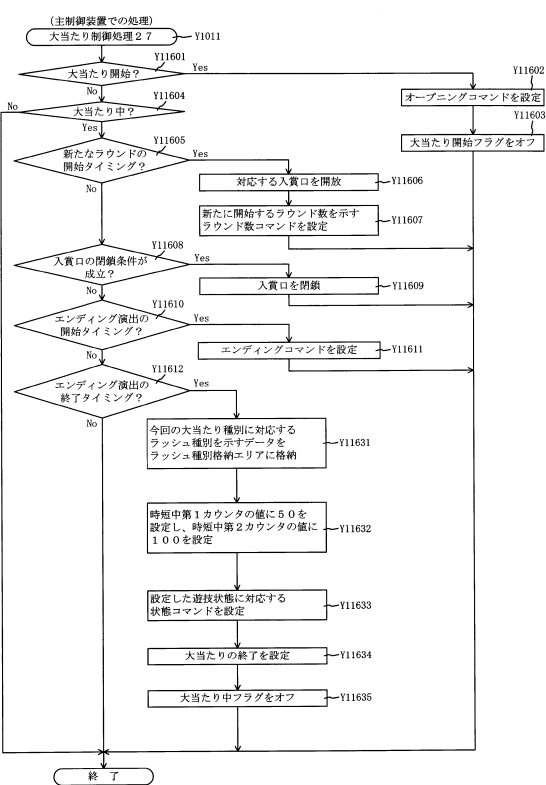 (主制御装置での処理)
大当たり制御処理27
Y1011
Y11601
大当たり開始？
Yes
No
Y11602
オープニングコマンドを設定
Y11603
大当たり開始フラグをオフ
Y11604
大当たり中？
No
Yes
Y11605
新たなラウンドの
開始タイミング？
Yes
No
対応する入賞口を開放
Y11606
新たに開始するラウンド数を示す
ラウンド数コマンドを設定
Y11607
Y11608
入賞口の閉鎖条件が
成立？
Yes
No
入賞口を閉鎖
Y11609
Y11610
エンディング演出の
開始タイミング？
Yes
No
エンディングコマンドを設定
Y11611
Y11612
エンディング演出の
終了タイミング？
Yes
No
今回の大当たり種別に対応する
ラッシュ種別を示すデータを
ラッシュ種別格納エリアに格納
Y11631
時短中第1カウンタの値に50を
設定し、時短中第2カウンタの値に
100を設定
Y11632
設定した遊技状態に対応する
状態コマンドを設定
Y11633
大当たりの終了を設定
Y11634
大当たり中フラグをオフ
Y11635
終 了